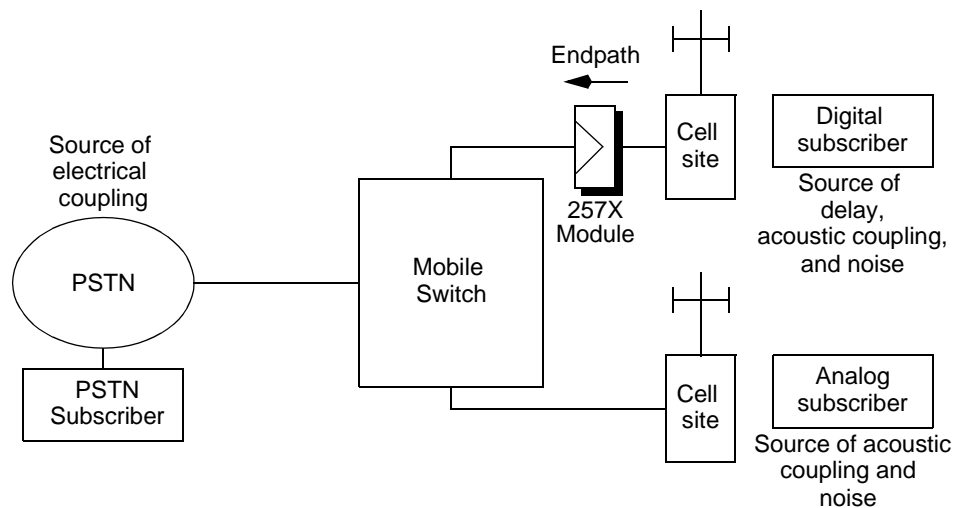 Endpath
Source of
electrical
coupling
PSTN
PSTN
Subscriber
Mobile
Switch
257X
Module
Cell
site
Digital
subscriber
Source of
delay,
acoustic coupling,
and noise
Cell
site
Analog
subscriber
Source of acoustic
coupling and
noise